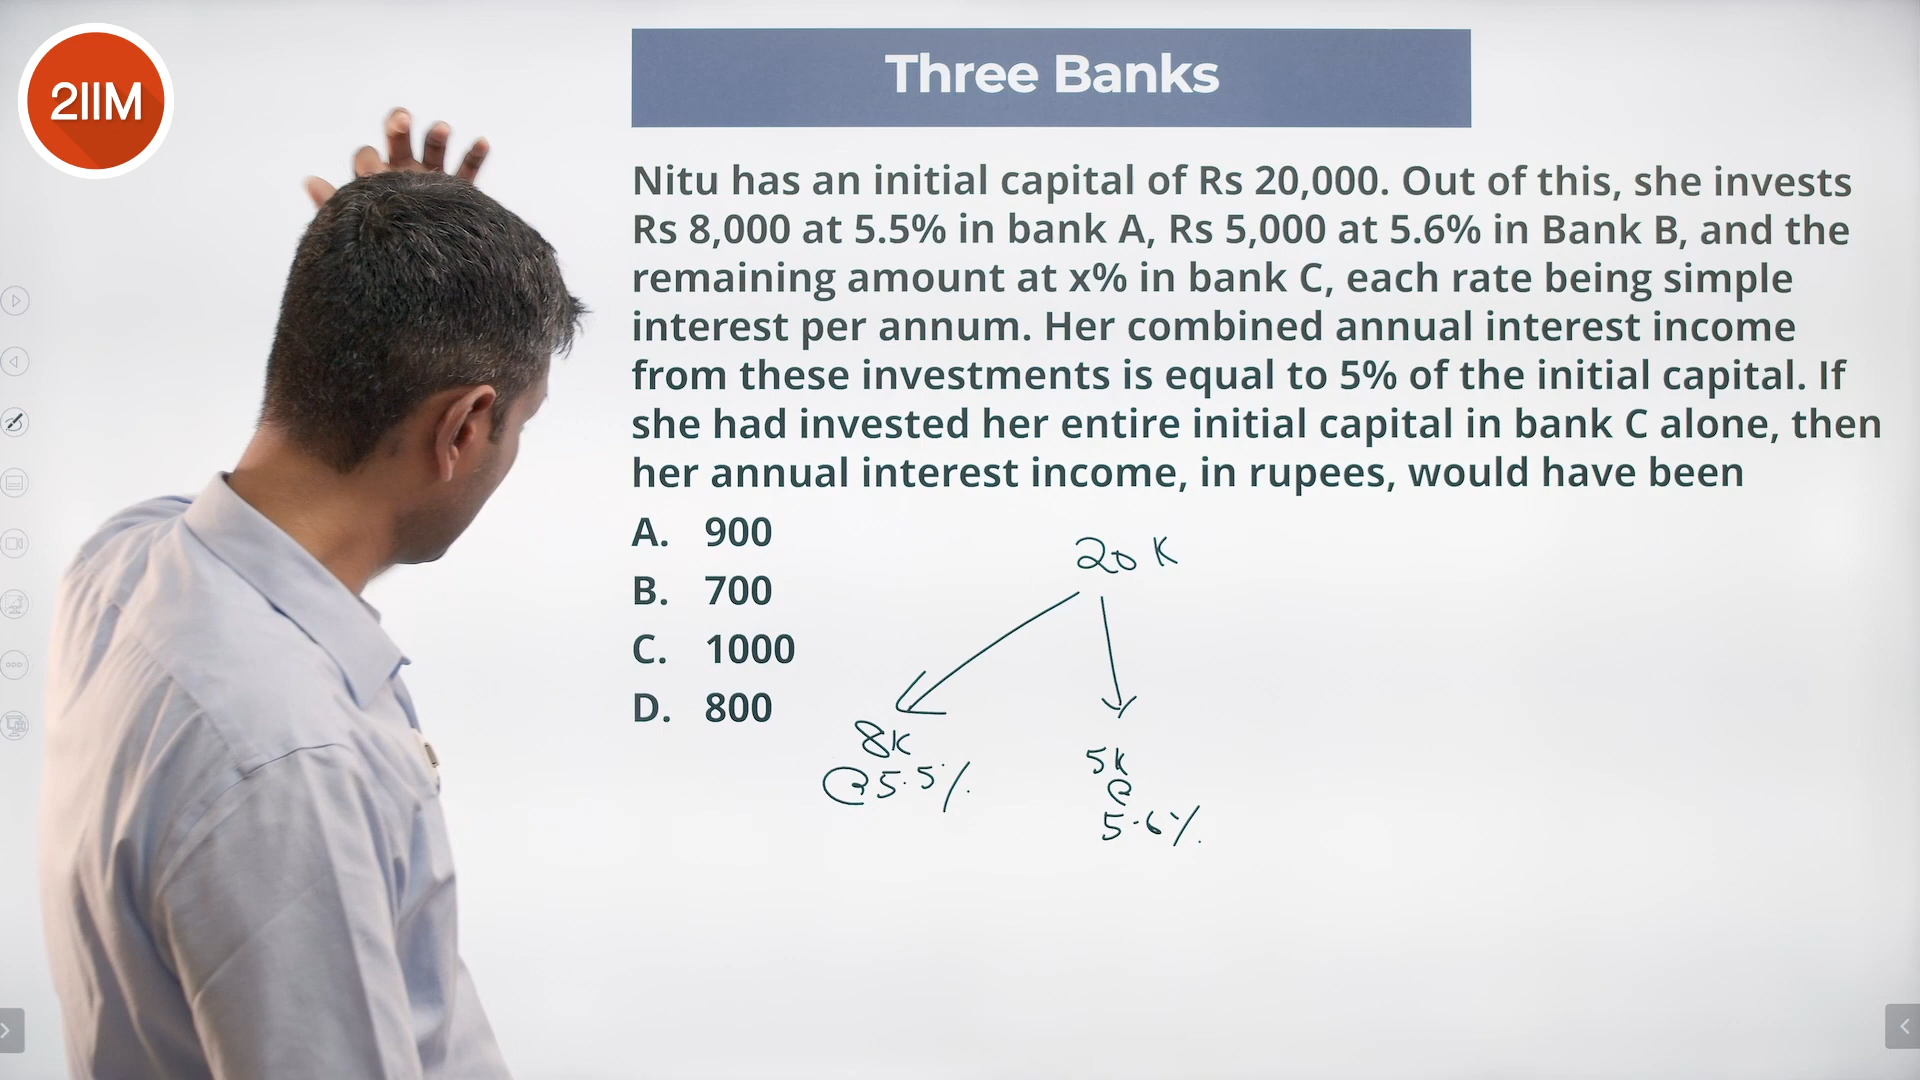 2IIM
Three Banks
Nitu has an initial capital of Rs 20,000. Out of this, she invests
Rs 8,000 at 5.5% in bank A, Rs 5,000 at 5.6% in Bank B, and the
remaining amount at x% in bank C, each rate being simple
interest per annum. Her combined annual interest income
from these investments is equal to 5% of the initial capital. If
she had invested her entire initial capital in bank C alone, then
her annual interest income, in rupees, would have been
A. 900
B. 700
C. 1000
D. 800
20 K
8K
@5.5%
5K
@
5.6%